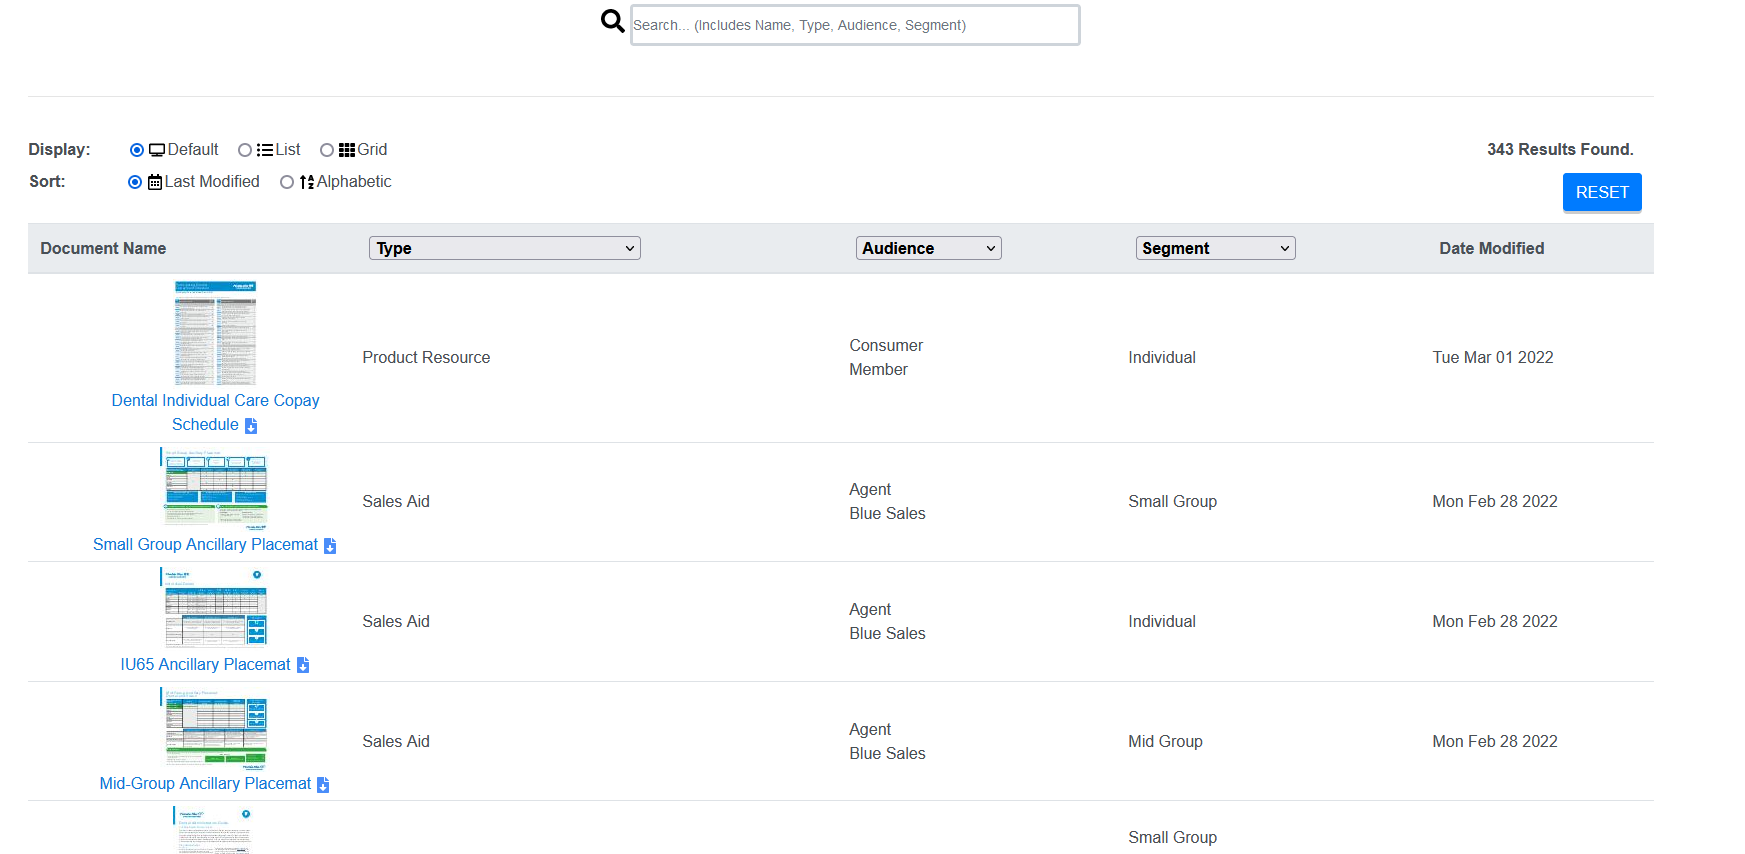 Search... (Includes Name, Type, Audience, Segment)
Display: Default List Grid
343 Results Found.
Sort: Last Modified Alphabetic
RESET
Document Name Type Audience Segment Date Modified
Dental Individual Care Copay
Schedule
Product Resource
Consumer
Member
Individual
Tue Mar 01 2022
Small Group Ancillary Placemat
Sales Aid
Agent
Blue Sales
Small Group
Mon Feb 28 2022
IU65 Ancillary Placemat
Sales Aid
Agent
Blue Sales
Individual
Mon Feb 28 2022
Mid-Group Ancillary Placemat
Sales Aid
Agent
Blue Sales
Mid Group
Mon Feb 28 2022
Small Group